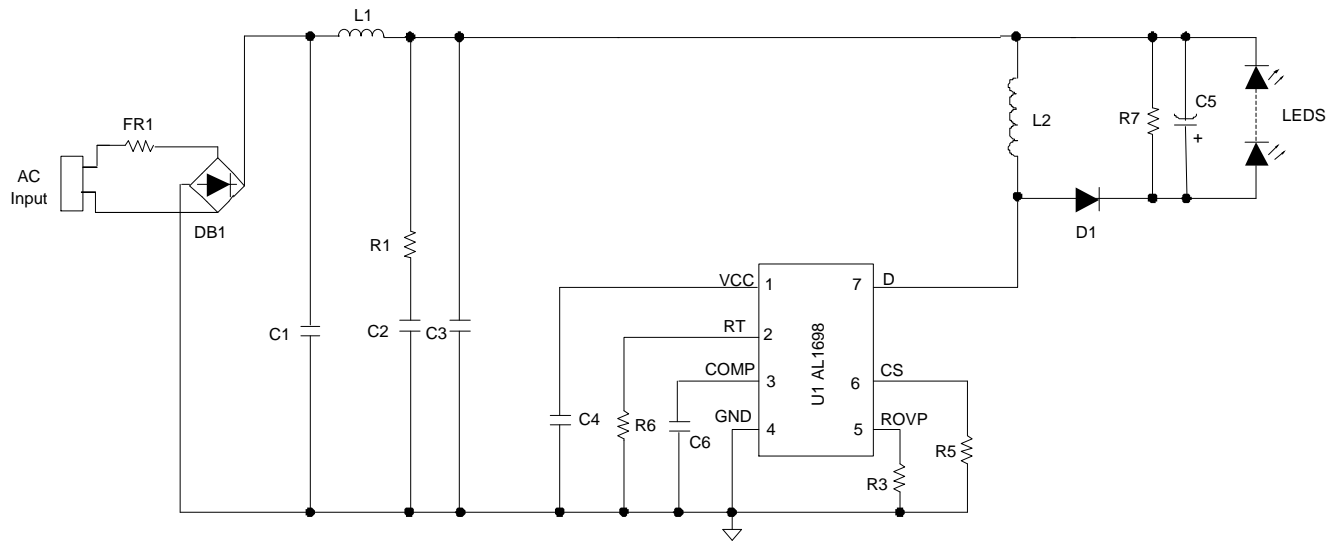 L1
FR1
AC
Input
DB1
R1
C1
C2
C3
L2
R7
C5
+
LEDS
D1
VCC
1
7
D
RT
2
COMP
3
6
CS
GND
4
5
ROVP
U1 AL1698
C4
R6
C6
R3
R5